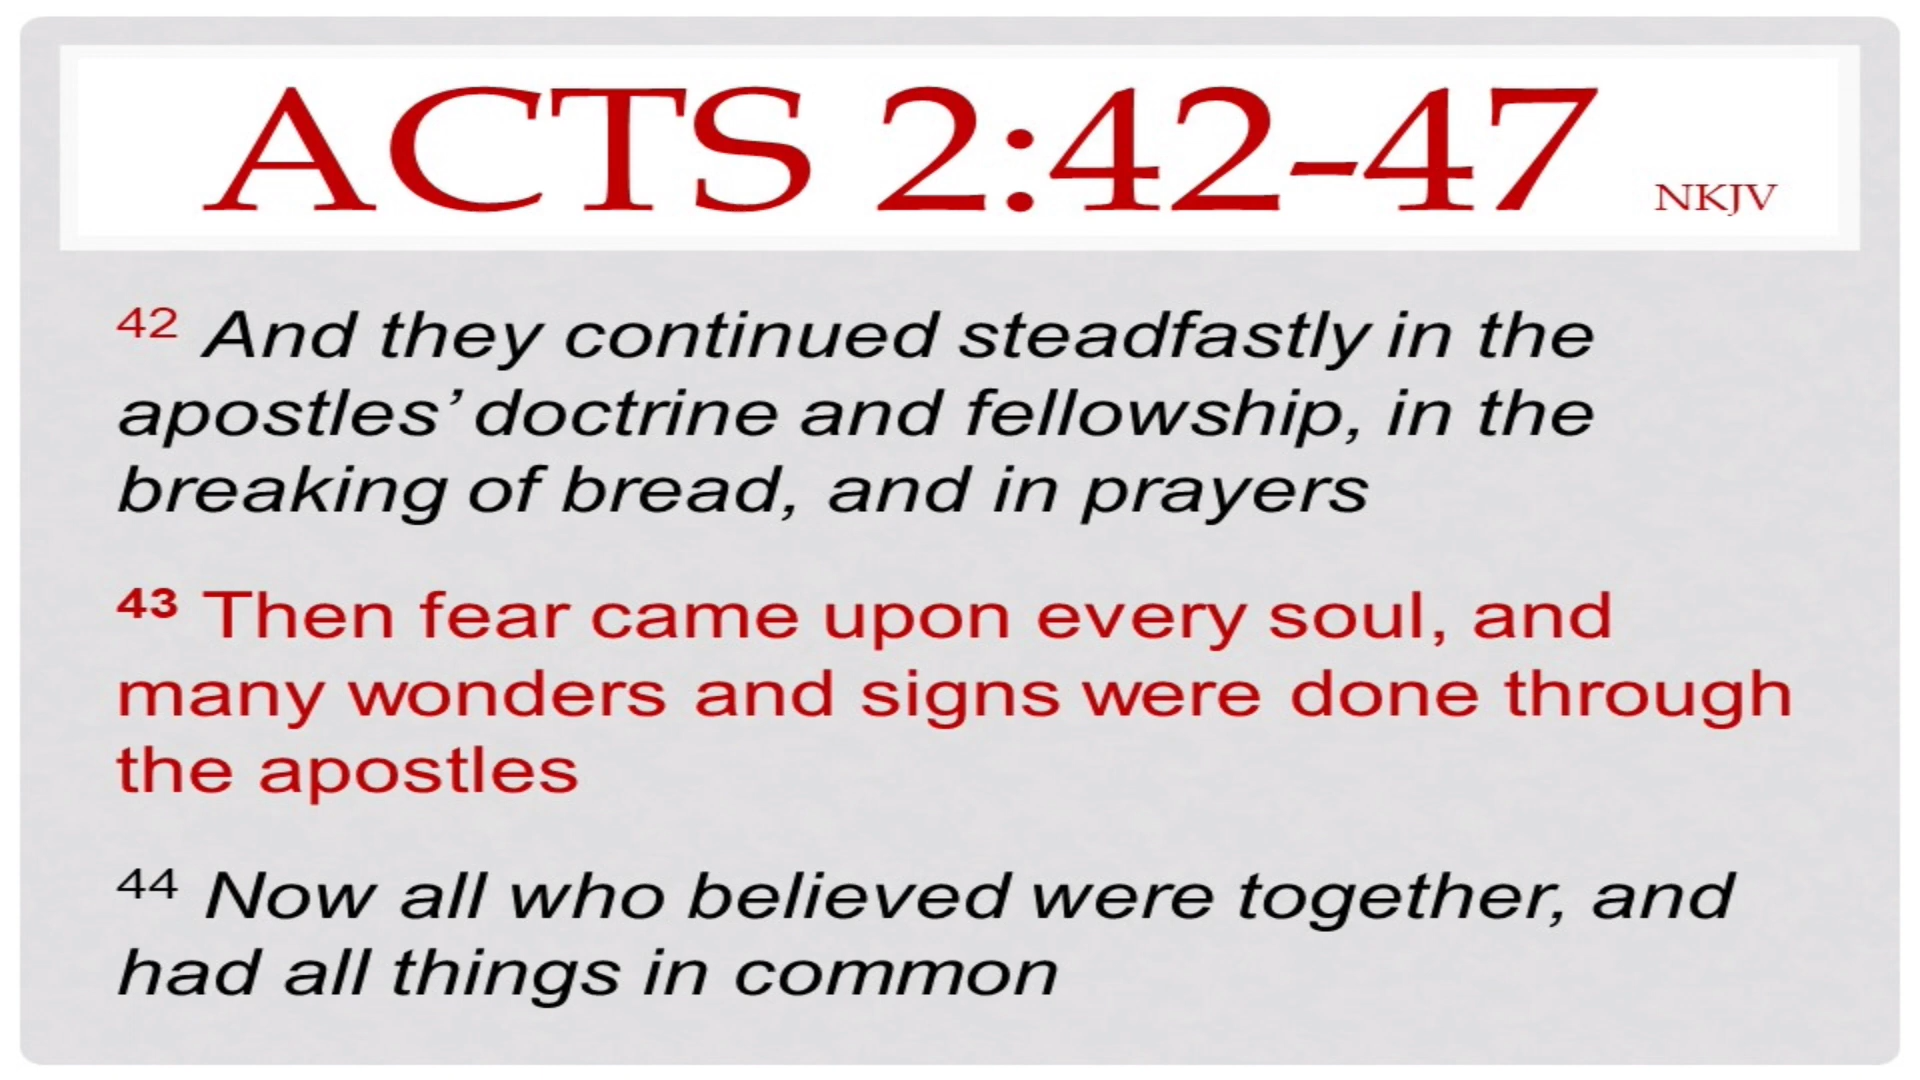 ACTS 2:42-47 NKJV
42 And they continued steadfastly in the
apostles’ doctrine and fellowship, in the
breaking of bread, and in prayers
43 Then fear came upon every soul, and
many wonders and signs were done through
the apostles
44 Now all who believed were together, and
had all things in common